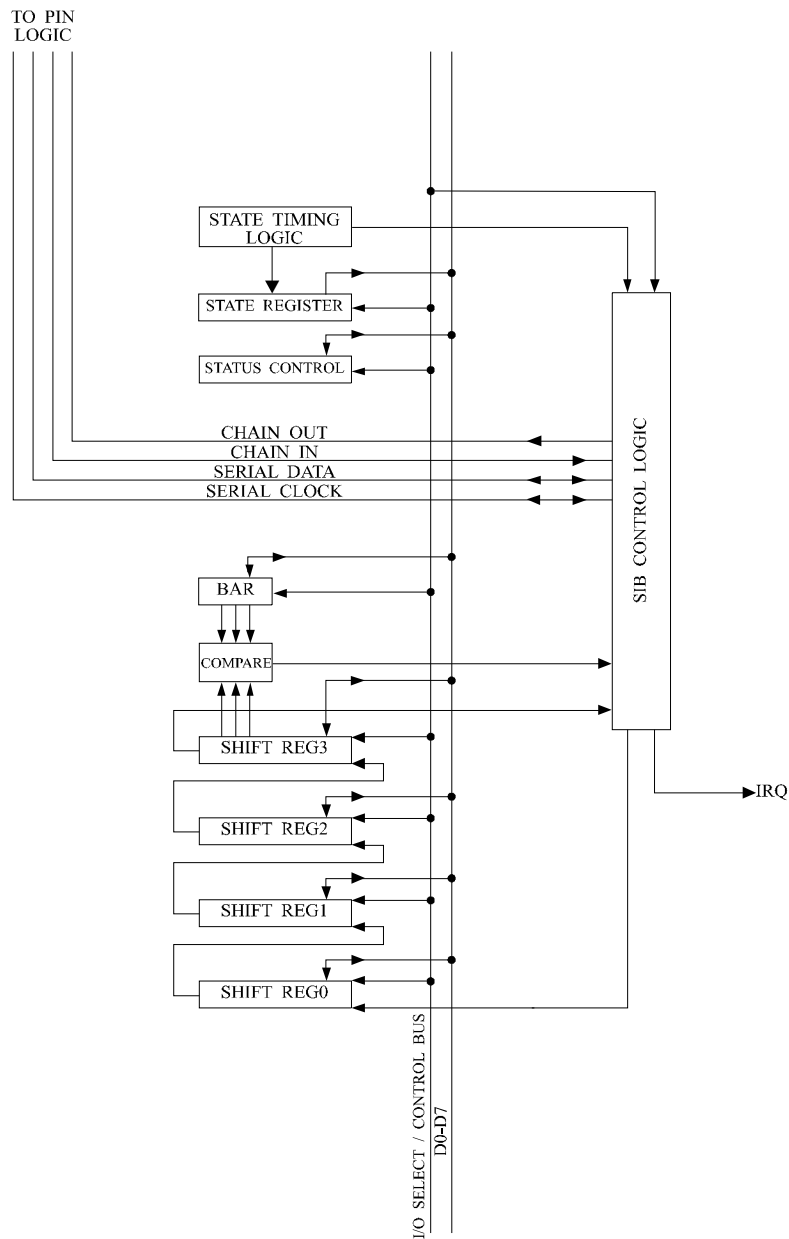 TO PIN
LOGIC
STATE TIMING
LOGIC
STATE REGISTER
STATUS CONTROL
CHAIN OUT
CHAIN IN
SERIAL DATA
SERIAL CLOCK
SIB CONTROL LOGIC
BAR
COMPARE
SHIFT REG3
IRQ
SHIFT REG2
SHIFT REG1
SHIFT REG0
I/O SELECT / CONTROL BUS
D0-D7